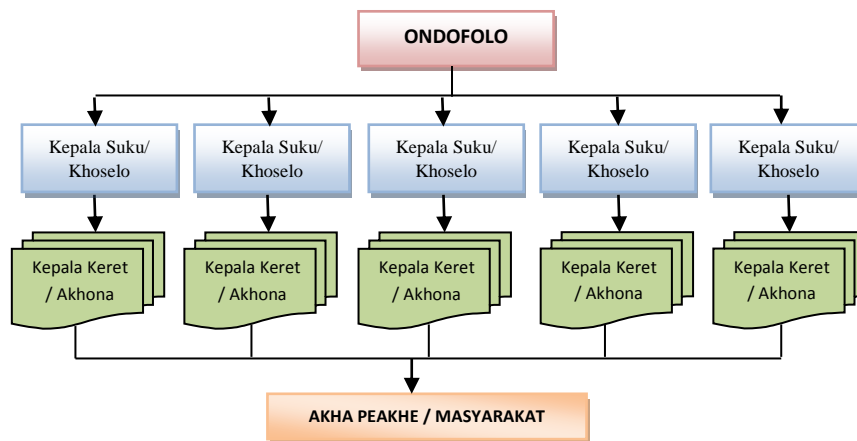 ONDOFOLO
Kepala Suku/
Khoselo
Kepala Suku/
Khoselo
Kepala Suku/
Khoselo
Kepala Suku/
Khoselo
Kepala Suku/
Khoselo
Kepala Keret
/ Akhona
Kepala Keret
/ Akhona
Kepala Keret
/ Akhona
Kepala Keret
/ Akhona
Kepala Keret
/ Akhona
AKHA PEAKHE / MASYARAKAT